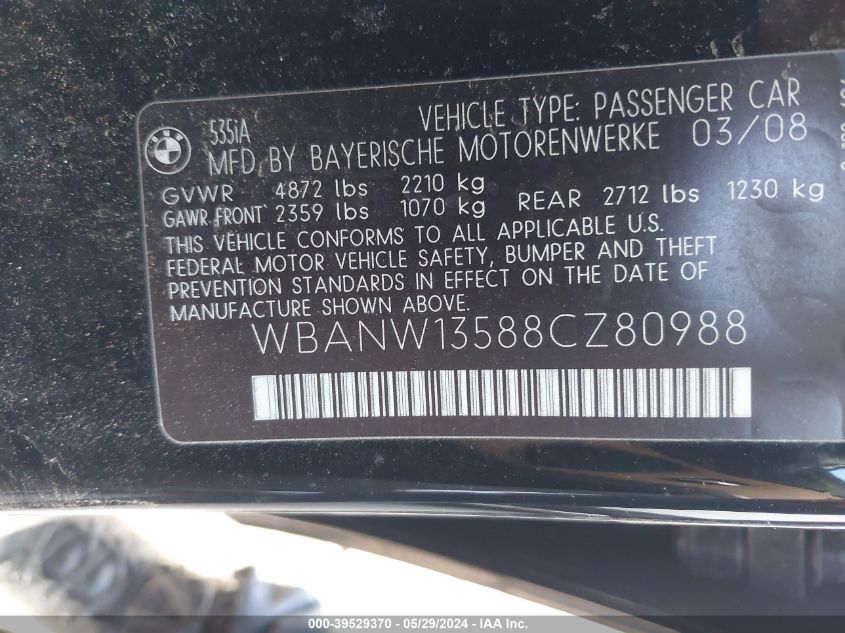 535iA VEHICLE TYPE: PASSENGER CAR
MFD. BY BAYERISCHE MOTORENWERKE 03/08
GVWR 4872 lbs 2210 kg
GAWR FRONT 2359 lbs 1070 kg REAR 2712 lbs 1230 kg
THIS VEHICLE CONFORMS TO ALL APPLICABLE U.S.
FEDERAL MOTOR VEHICLE SAFETY, BUMPER AND THEFT
PREVENTION STANDARDS IN EFFECT ON THE DATE OF
MANUFACTURE SHOWN ABOVE.
WBANW13588CZ80988
000-39529370 - 05/29/2024 - IAA Inc.